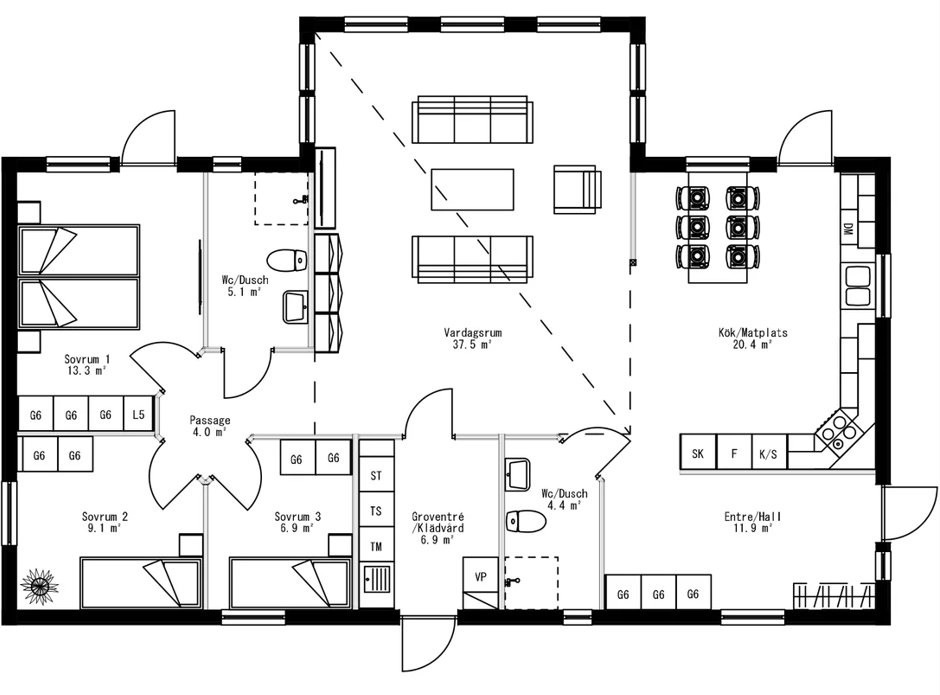 DM
Wc/Dusch
5.1 m²
Vardagsrum
37.5 m²
Kök/Matplats
20.4 m²
Sovrum 1
13.3 m²
G6 G6 G6 L5
Passage
4.0 m²
G6 G6
G6 G6
ST
SK F K/S
Wc/Dusch
4.4 m²
TS
Sovrum 2
9.1 m²
Sovrum 3
6.9 m²
Groventré
/Klädvård
6.9 m²
Entre/Hall
11.9 m²
TM
VP
G6 G6 G6